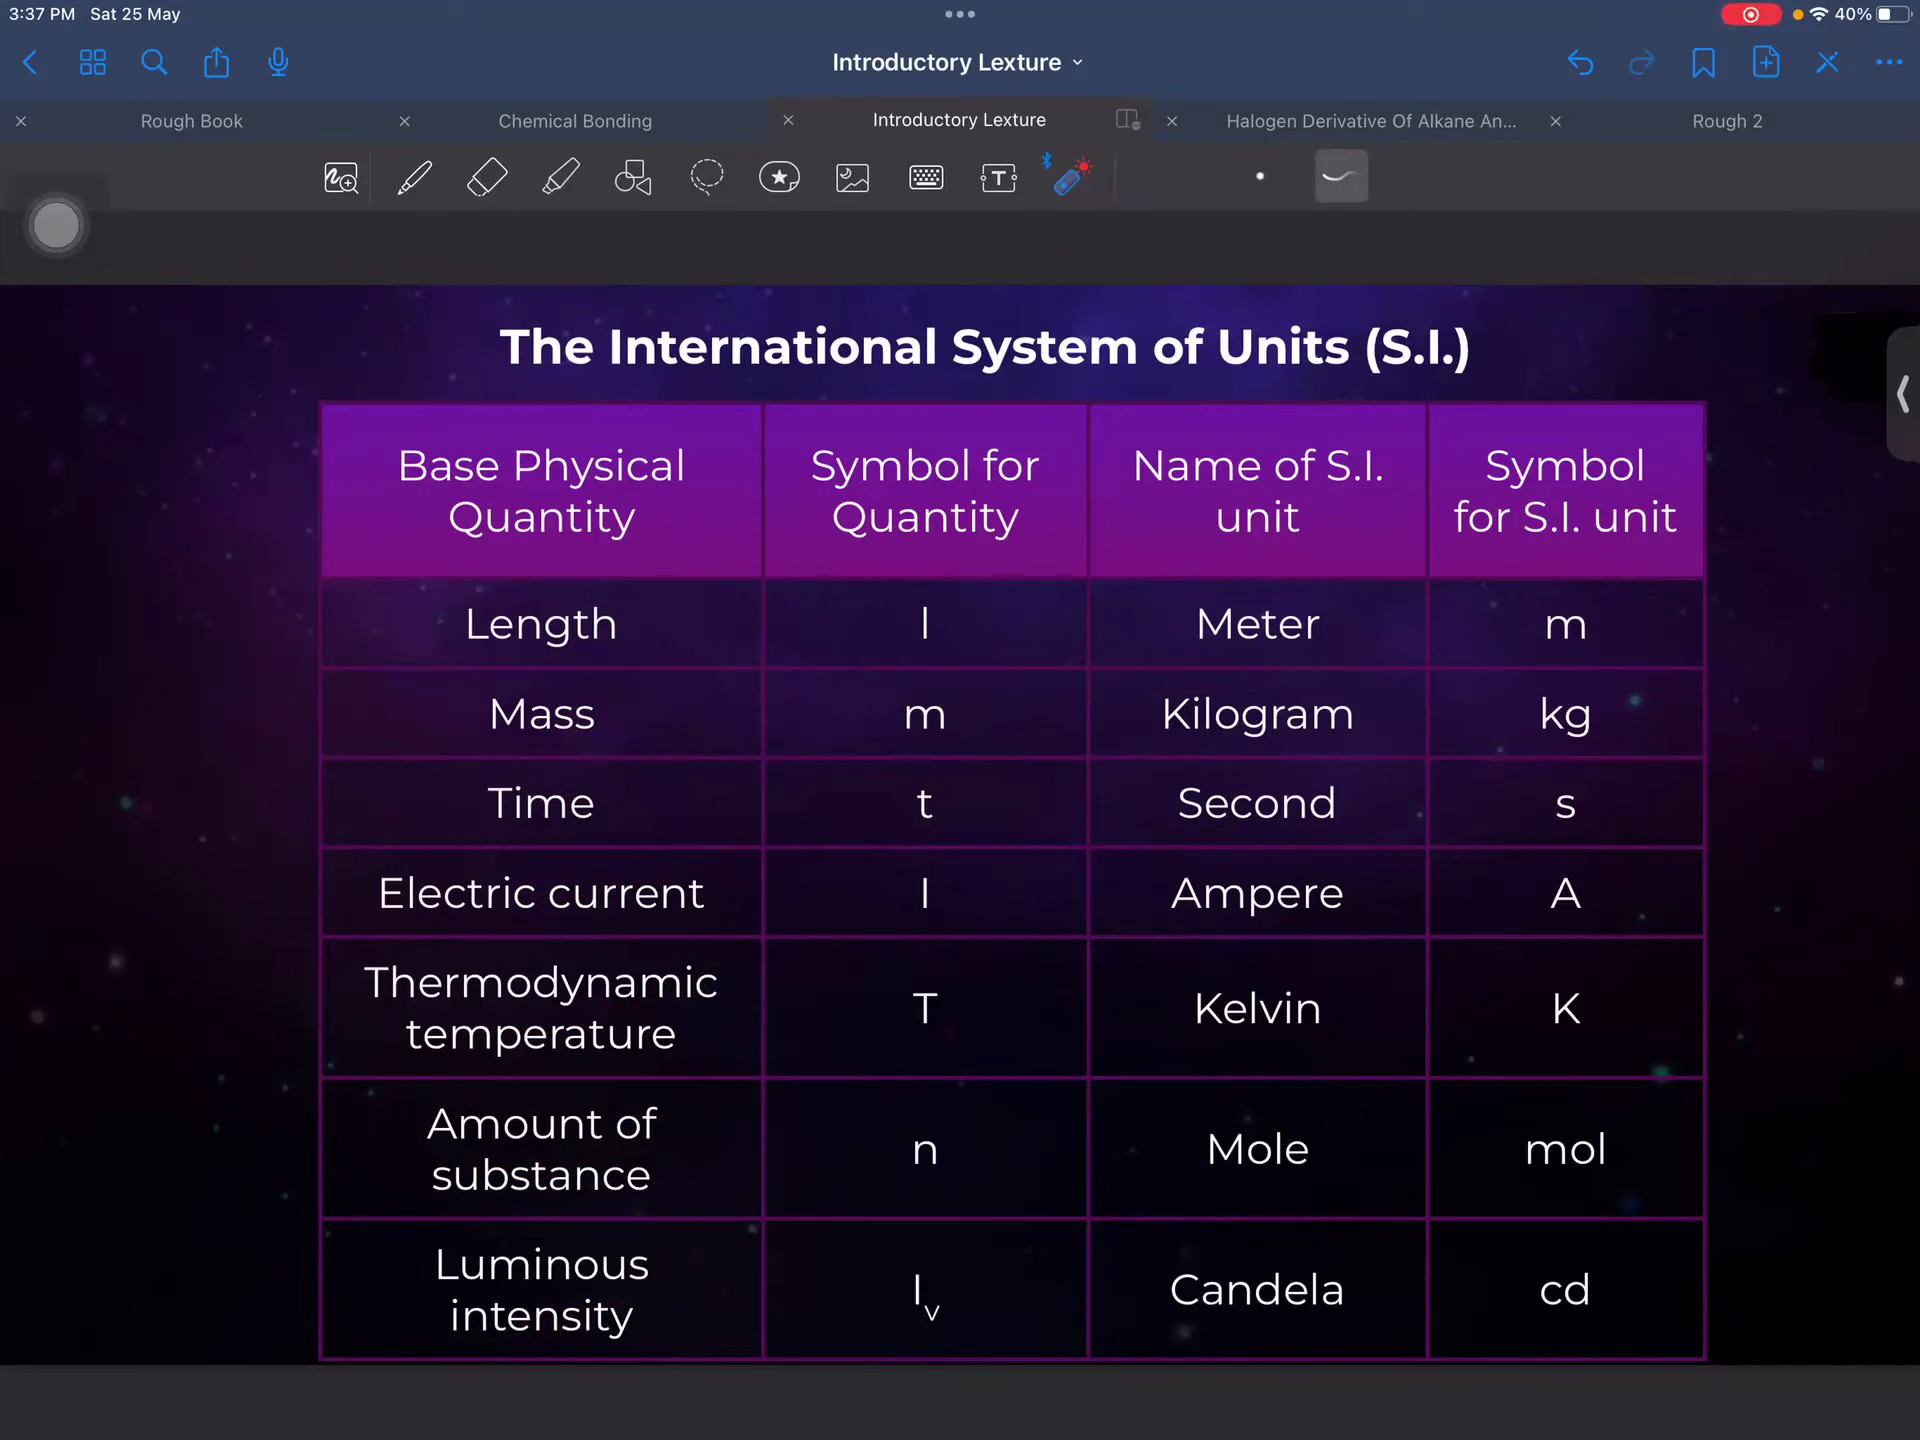 3:37 PM Sat 25 May
40%
Introductory Lexture
Rough Book
Chemical Bonding
Introductory Lexture
Halogen Derivative Of Alkane An...
Rough 2
The International System of Units (S.I.)
Base Physical Quantity
Symbol for Quantity
Name of S.I. unit
Symbol for S.I. unit
Length
l
Meter
m
Mass
m
Kilogram
kg
Time
t
Second
s
Electric current
I
Ampere
A
Thermodynamic temperature
T
Kelvin
K
Amount of substance
n
Mole
mol
Luminous intensity
Iv
Candela
cd